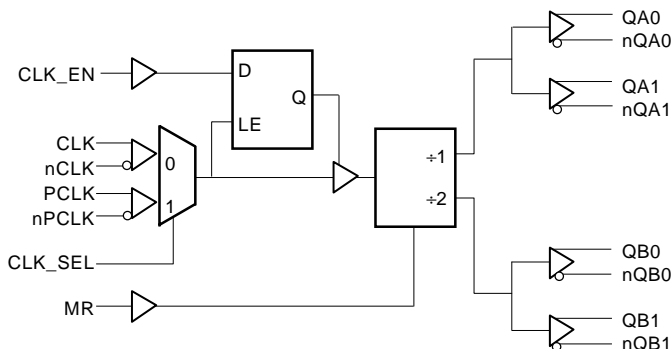 QA0
nQA0
CLK_EN
D
Q
LE
QA1
nQA1
CLK
nCLK
0
÷1
PCLK
nPCLK
1
÷2
CLK_SEL
QB0
nQB0
MR
QB1
nQB1